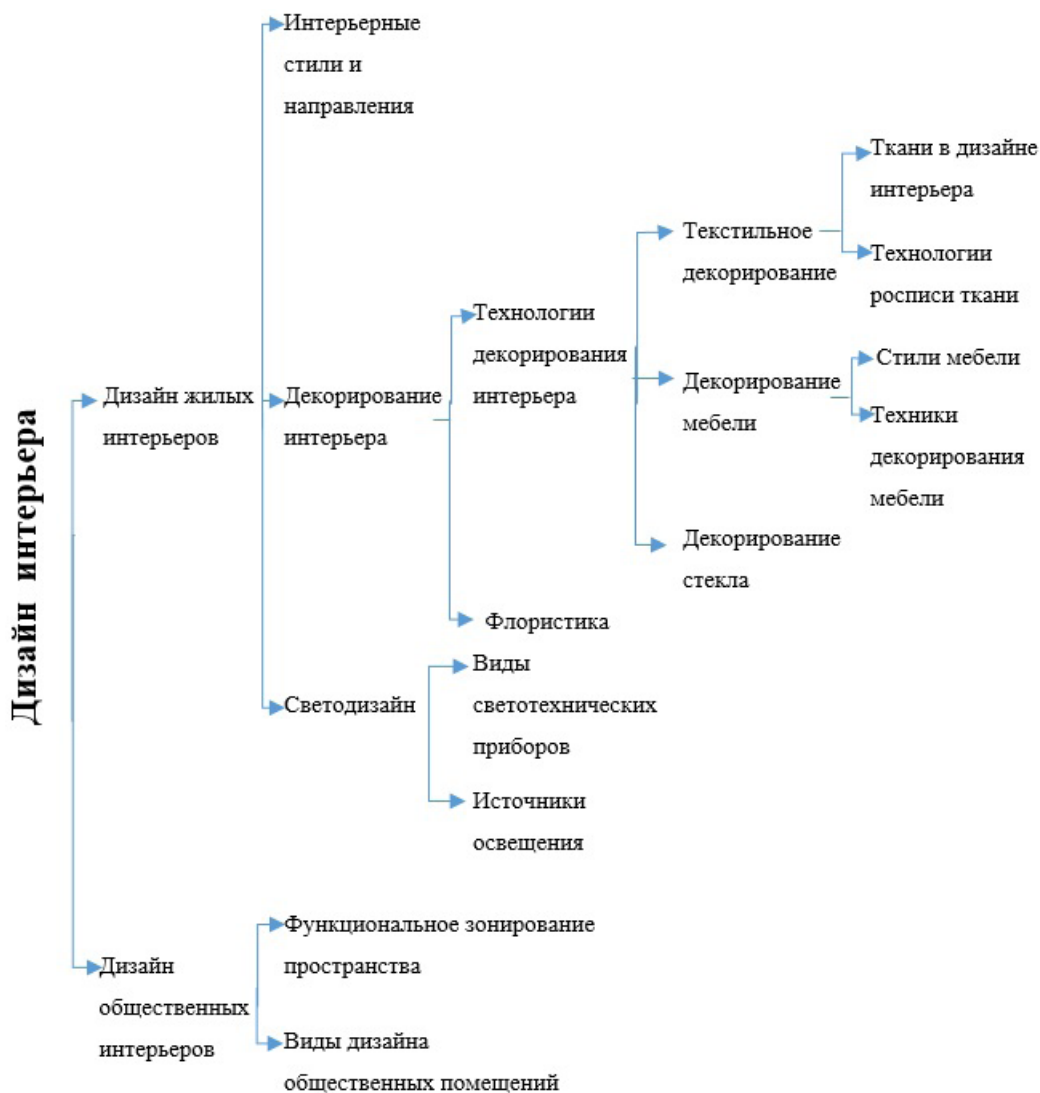 Дизайн интерьера
Дизайн жилых
интерьеров
Интерьерные
стили и
направления
Декорирование
интерьера
Технологии
декорирования
интерьера
Текстильное
декорирование
Ткани в дизайне
интерьера
Технологии
росписи ткани
Декорирование
мебели
Стили мебели
Техники
декорирования
мебели
Декорирование
стекла
Флористика
Светодизайн
Виды
светотехнических
приборов
Источники
освещения
Дизайн
общественных
интерьеров
Функциональное зонирование
пространства
Виды дизайна
общественных помещений